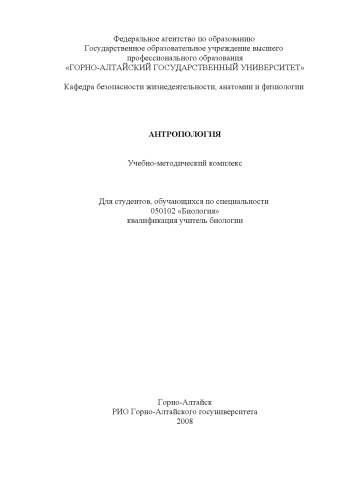 Федеральное агентство по образованию
Государственное образовательное учреждение высшего
профессионального образования
«ГОРНО-АЛТАЙСКИЙ ГОСУДАРСТВЕННЫЙ УНИВЕРСИТЕТ»
Кафедра безопасности жизнедеятельности, анатомии и физиологии
АНТРОПОЛОГИЯ
Учебно-методический комплекс
Для студентов, обучающихся по специальности
050102 «Биология»
квалификация учитель биологии
Горно-Алтайск
РИО Горно-Алтайского госуниверситета
2008